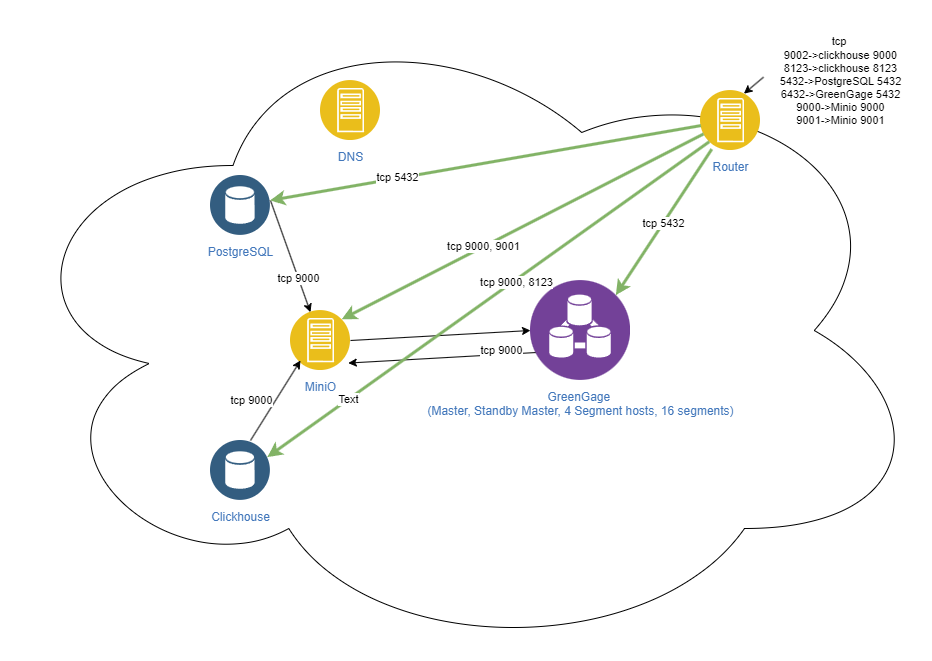 tcp
9002->clickhouse 9000
8123->clickhouse 8123
5432->PostgreSQL 5432
6432->GreenGage 5432
9000->Minio 9000
9001->Minio 9001
DNS
Router
tcp 5432
tcp 5432
PostgreSQL
tcp 9000, 9001
tcp 9000
tcp 9000, 8123
tcp 9000
MiniO
Text
GreenGage
(Master, Standby Master, 4 Segment hosts, 16 segments)
tcp 9000
Clickhouse